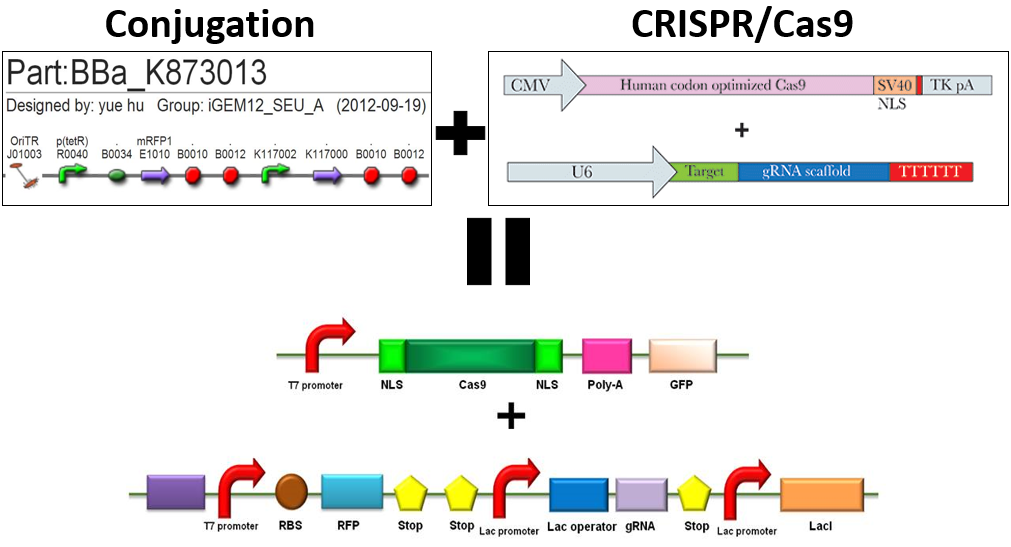 Conjugation
CRISPR/Cas9
Part:BBa_K873013
Designed by: yue hu Group: iGEM12_SEU_A (2012-09-19)
OriTR p(tetR) . mRFP1 . . . . . .
J01003 R0040 B0034 E1010 B0010 B0012 K117002 K117000 B0010 B0012
CMV Human codon optimized Cas9 SV40 TK pA
NLS
+
U6 Target gRNA scaffold TTTTTT
+
=
T7 promoter NLS Cas9 NLS Poly-A GFP
+
T7 promoter RBS RFP Stop Stop Lac promoter Lac operator gRNA Stop Lac promoter LacI